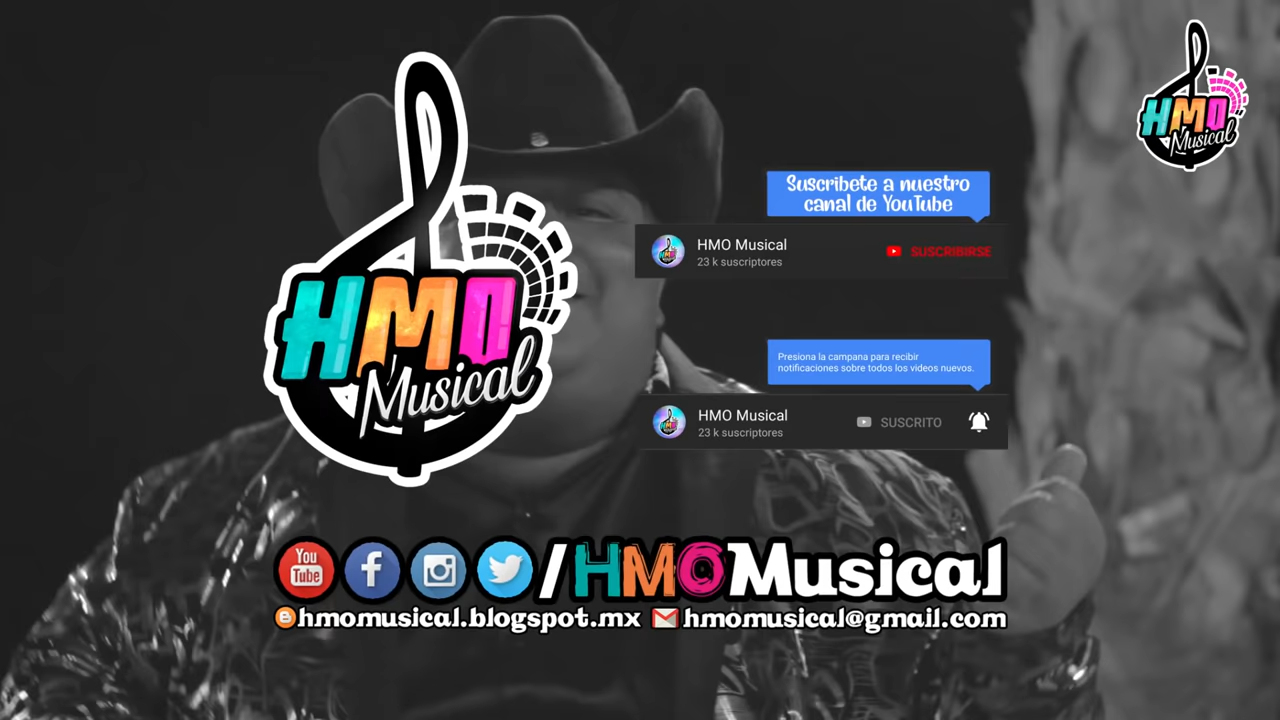 HMO
Musical
HMO
Musical
Suscribete a nuestro
canal de YouTube
HMO Musical
23 k suscriptores
SUSCRIBIRSE
Presiona la campana para recibir
notificaciones sobre todos los videos nuevos.
HMO Musical
23 k suscriptores
SUSCRITO
You
Tube
/HMOMusical
hmomusical.blogspot.mx
hmomusical@gmail.com